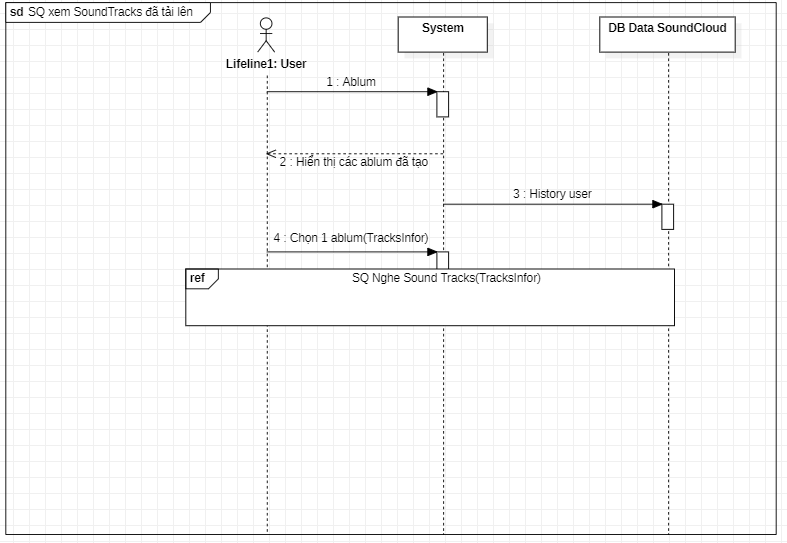 sd SQ xem SoundTracks đã tải lên
Lifeline1: User
System
DB Data SoundCloud
1 : Ablum
2 : Hiển thị các ablum đã tạo
3 : History user
4 : Chọn 1 ablum(TracksInfor)
ref
SQ Nghe Sound Tracks(TracksInfor)